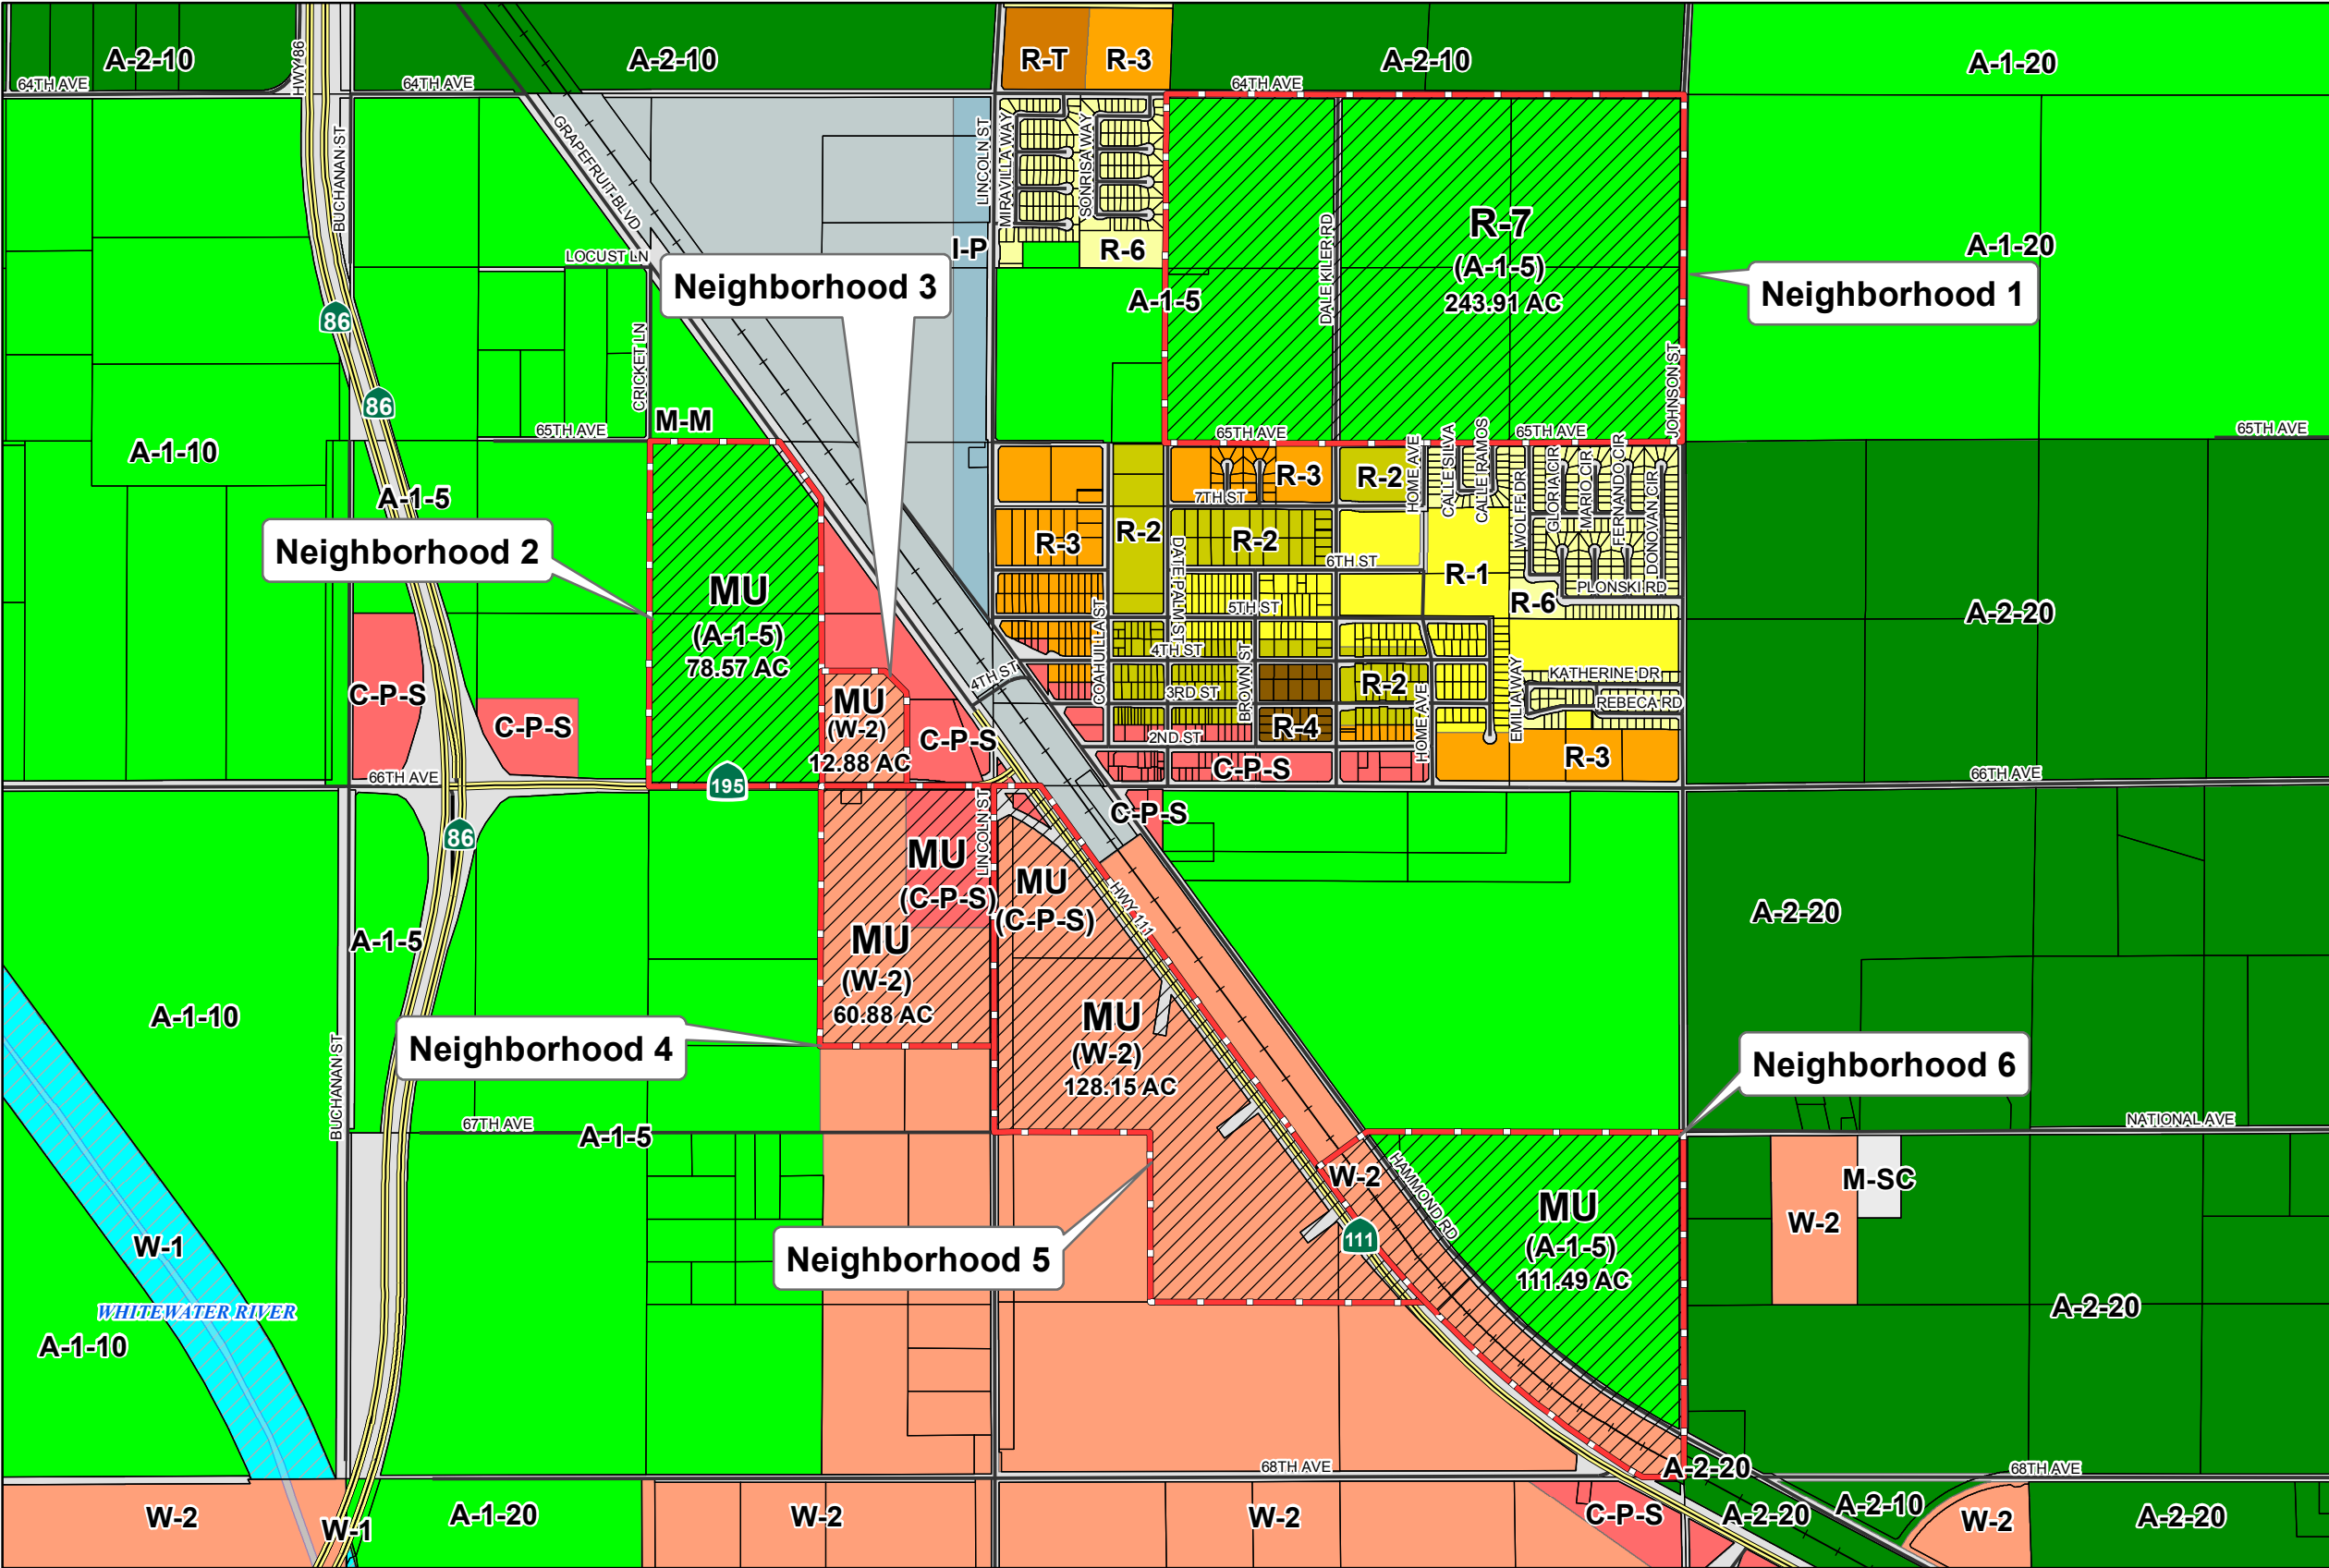 A-2-10
A-2-10
R-T
R-3
A-2-10
A-1-20
HWY 86
64TH AVE
64TH AVE
64TH AVE
BUCHANAN ST
GRAPEFRUIT BLVD
LINCOLN ST
MIRAVILLA WAY
SONRISA WAY
DALE KILER RD
R-7
(A-1-5)
243.91 AC
A-1-20
I-P
R-6
LOCUST LN
Neighborhood 3
Neighborhood 1
A-1-5
86
CRICKET LN
JOHNSON ST
86
M-M
65TH AVE
65TH AVE
65TH AVE
65TH AVE
A-1-10
A-1-5
R-3
R-2
HOME AVE
CALLE SILVA
CALLE RAMOS
WOLFF DR
GLORIA CIR
MARIO CIR
FERNANDO CIR
DONOVAN CIR
7TH ST
Neighborhood 2
R-3
R-2
R-2
DATE PALM ST
6TH ST
R-1
PLONSKI RD
R-6
A-2-20
MU
(A-1-5)
78.57 AC
5TH ST
COAHUILLA ST
4TH ST
4TH ST
BROWN ST
KATHERINE DR
EMILIA WAY
REBECA RD
C-P-S
C-P-S
MU
(W-2)
12.88 AC
C-P-S
3RD ST
R-2
HOME AVE
R-4
2ND ST
C-P-S
R-3
66TH AVE
195
66TH AVE
86
LINCOLN ST
C-P-S
MU
(C-P-S)
MU
(C-P-S)
HWY 111
A-2-20
A-1-5
MU
(W-2)
60.88 AC
A-1-10
MU
(W-2)
128.15 AC
BUCHANAN ST
Neighborhood 4
Neighborhood 6
67TH AVE
A-1-5
NATIONAL AVE
W-2
HAMMOND RD
M-SC
W-2
MU
(A-1-5)
111.49 AC
111
Neighborhood 5
W-1
WHITEWATER RIVER
A-1-10
A-2-20
68TH AVE
A-2-20
68TH AVE
W-2
W-1
A-1-20
W-2
W-2
C-P-S
A-2-20
A-2-10
W-2
A-2-20